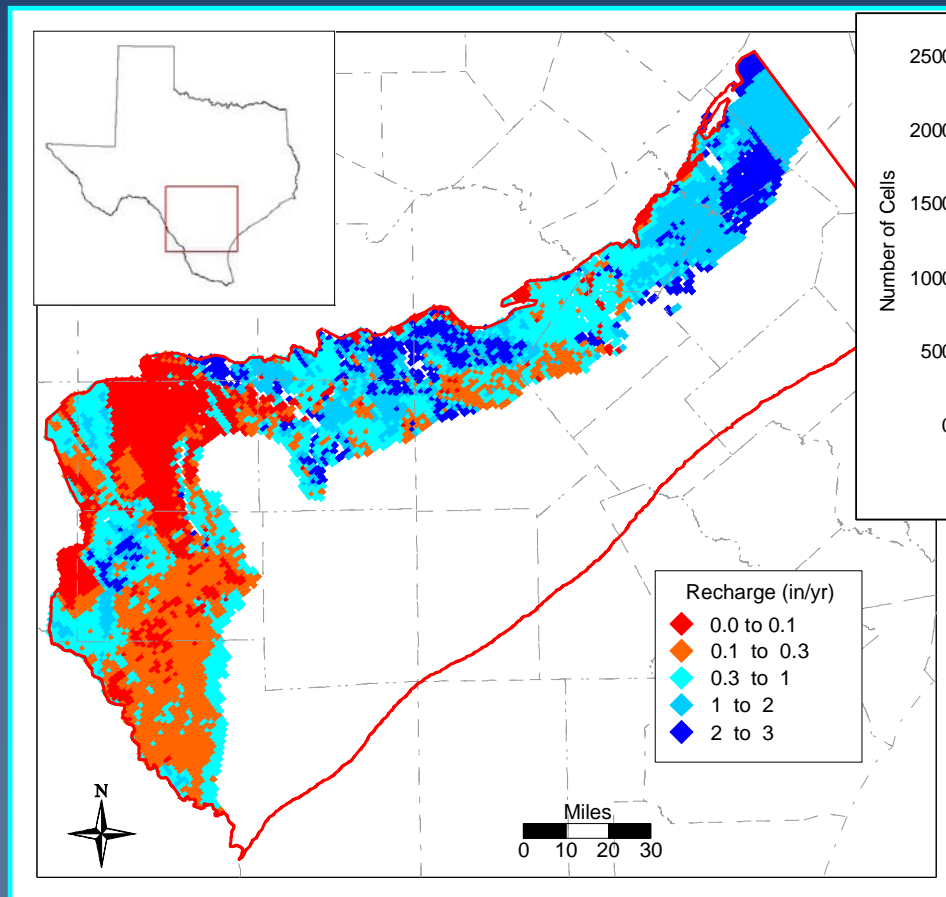 2500
2000
1500
1000
500
0
Number of Cells
Recharge (in/yr)
0.0 to 0.1
0.1 to 0.3
0.3 to 1
1 to 2
2 to 3
N
Miles
0 10 20 30